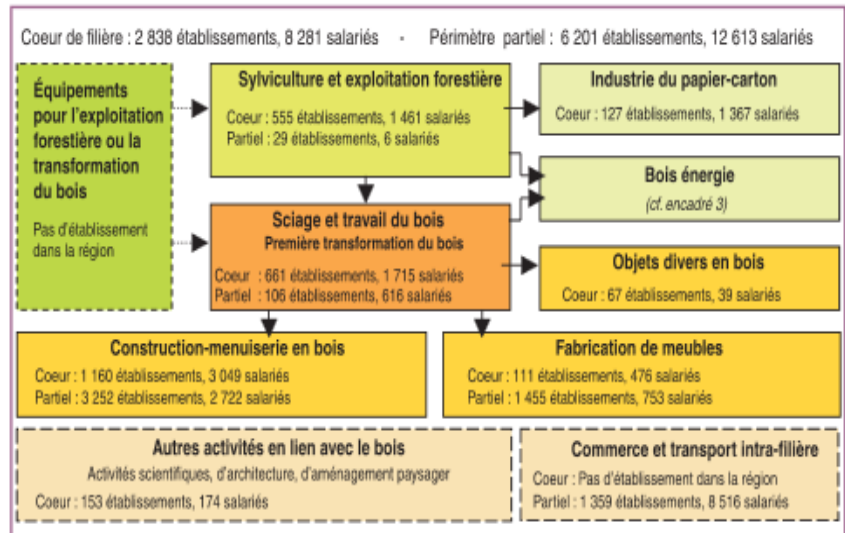 Coeur de filière : 2 838 établissements, 8 281 salariés - Périmètre partiel : 6 201 établissements, 12 613 salariés
Équipements
pour l'exploitation
forestière ou la
transformation
du bois
Pas d'établissement
dans la région
Sylviculture et exploitation forestière
Coeur : 555 établissements, 1 461 salariés
Partiel : 29 établissements, 6 salariés
Industrie du papier-carton
Coeur : 127 établissements, 1 367 salariés
Bois énergie
(cf. encadré 3)
Sciage et travail du bois
Première transformation du bois
Coeur : 661 établissements, 1 715 salariés
Partiel : 106 établissements, 616 salariés
Objets divers en bois
Coeur : 67 établissements, 39 salariés
Construction-menuiserie en bois
Coeur : 1 160 établissements, 3 049 salariés
Partiel : 3 252 établissements, 2 722 salariés
Fabrication de meubles
Coeur : 111 établissements, 476 salariés
Partiel : 1 455 établissements, 753 salariés
Autres activités en lien avec le bois
Activités scientifiques, d'architecture, d'aménagement paysager
Coeur : 153 établissements, 174 salariés
Commerce et transport intra-filière
Coeur : Pas d'établissement dans la région
Partiel : 1 359 établissements, 8 516 salariés